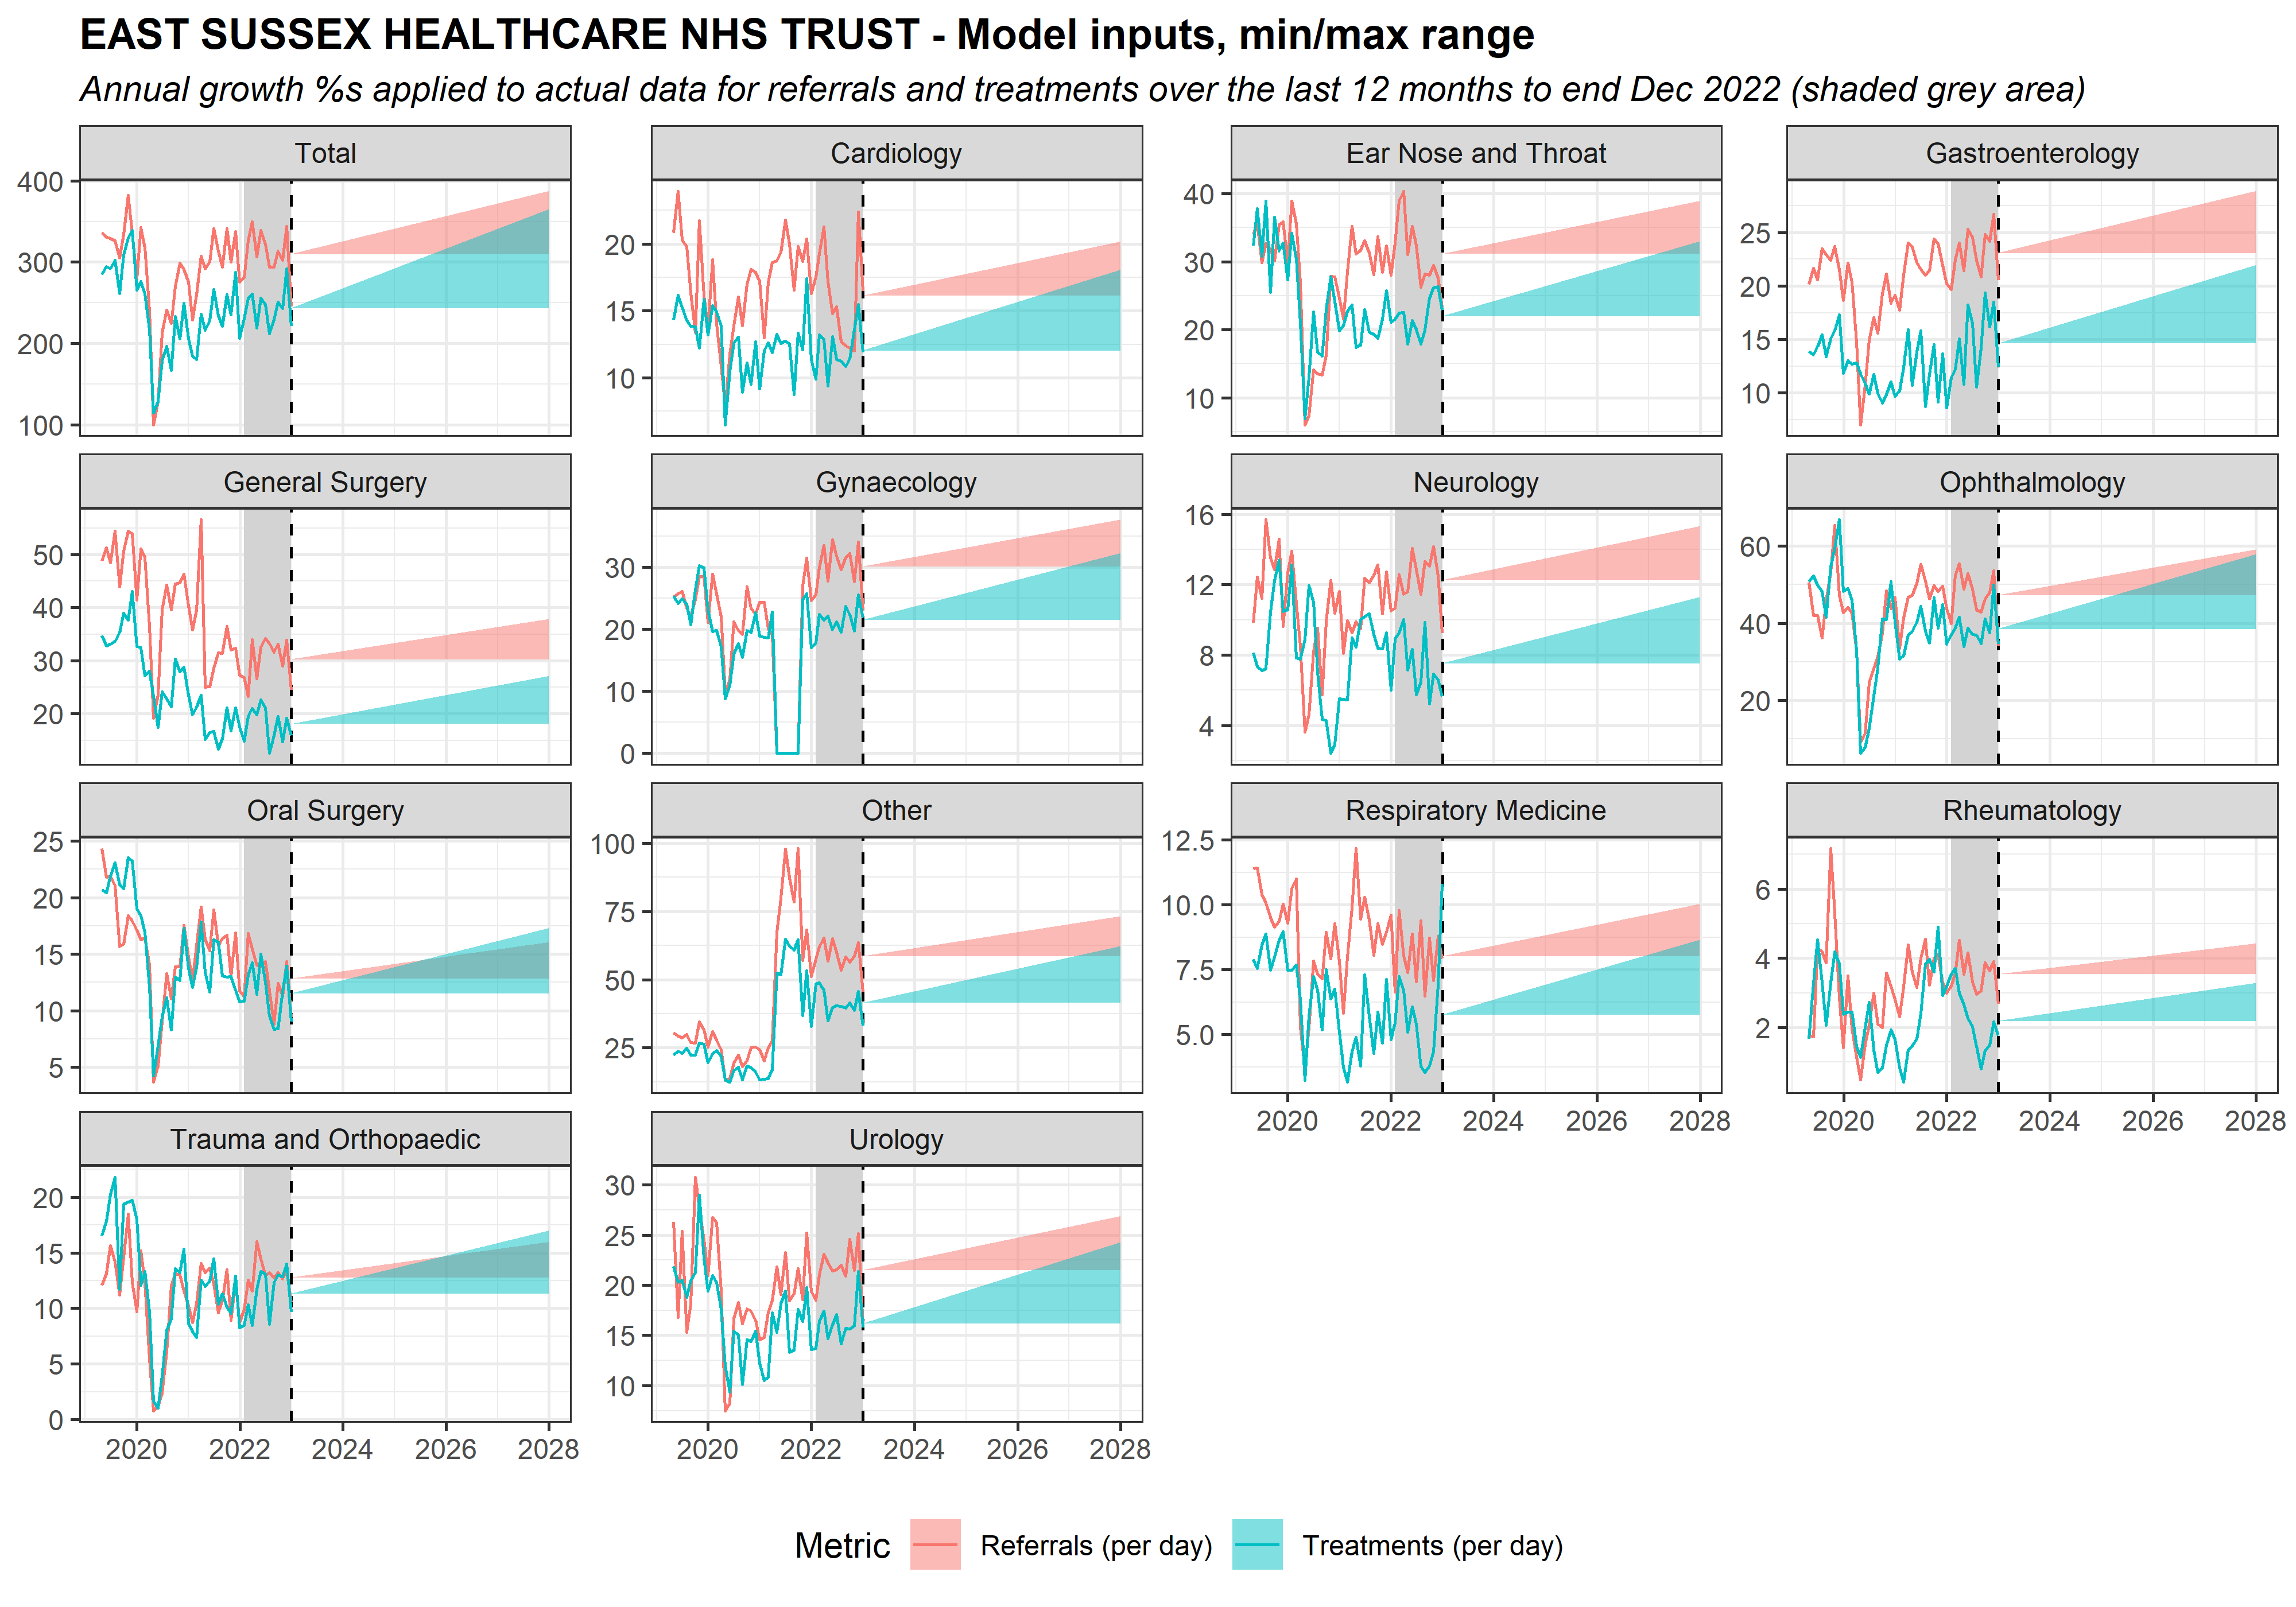 EAST SUSSEX HEALTHCARE NHS TRUST - Model inputs, min/max range
Annual growth %s applied to actual data for referrals and treatments over the last 12 months to end Dec 2022 (shaded grey area)
Total
Cardiology
Ear Nose and Throat
Gastroenterology
400
300
200
100
20
15
10
40
30
20
10
25
20
15
10
General Surgery
Gynaecology
Neurology
Ophthalmology
50
40
30
20
30
20
10
0
16
12
8
4
60
40
20
Oral Surgery
Other
Respiratory Medicine
Rheumatology
25
20
15
10
5
100
75
50
25
12.5
10.0
7.5
5.0
6
4
2
2020 2022 2024 2026 2028
2020 2022 2024 2026 2028
Trauma and Orthopaedic
Urology
20
15
10
5
0
30
25
20
15
10
2020 2022 2024 2026 2028
2020 2022 2024 2026 2028
Metric Referrals (per day) Treatments (per day)